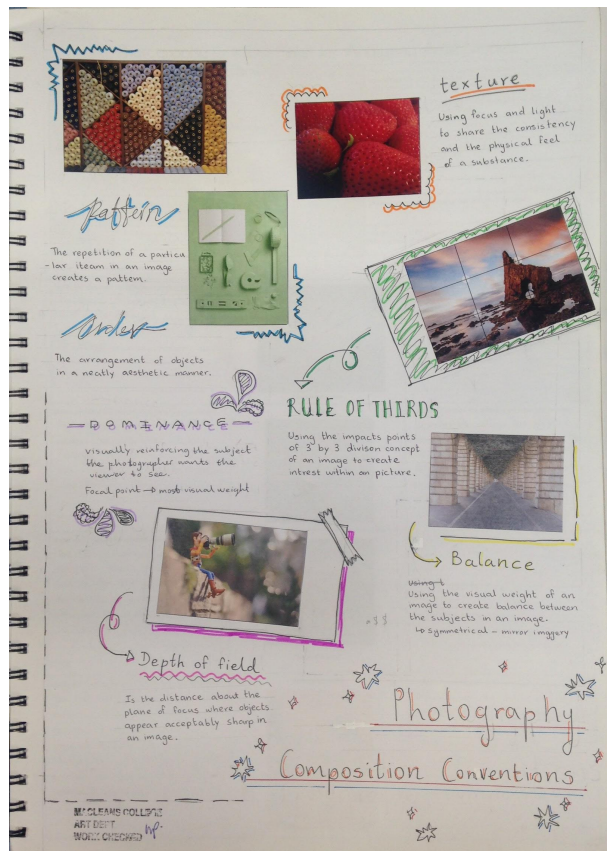 texture
Using focus and light
to share the consistency
and the physical feel
of a substance.
Pattern
The repetition of a particu
-lar iteam in an image
creates a pattern.
The arrangement of objects
in a neatly aesthetic manner.
RULE OF THIRDS
Using the impacts points
of 3 by 3 divison concept
of an image to create
intrest within an picture.
DOMINANCE
visually reinforcing the subject
the photographer wants the
viewer to see.
Focal point → most visual weight
Balance
Using t
Using the visual weight of an
image to create balance between
the subjects in an image.
↳ symmetrical - mirror imagery
Depth of field
Is the distance about the
plane of focus where objects
appear acceptably sharp in
an image.
Photography
Composition Conventions
MACLEANS COLLEGE
ART DEPT
WORK CHECKED